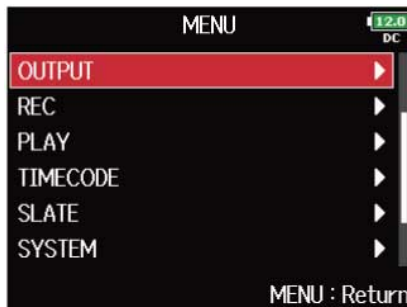 MENU
12.0
DC
OUTPUT
REC
PLAY
TIMECODE
SLATE
SYSTEM
MENU : Return